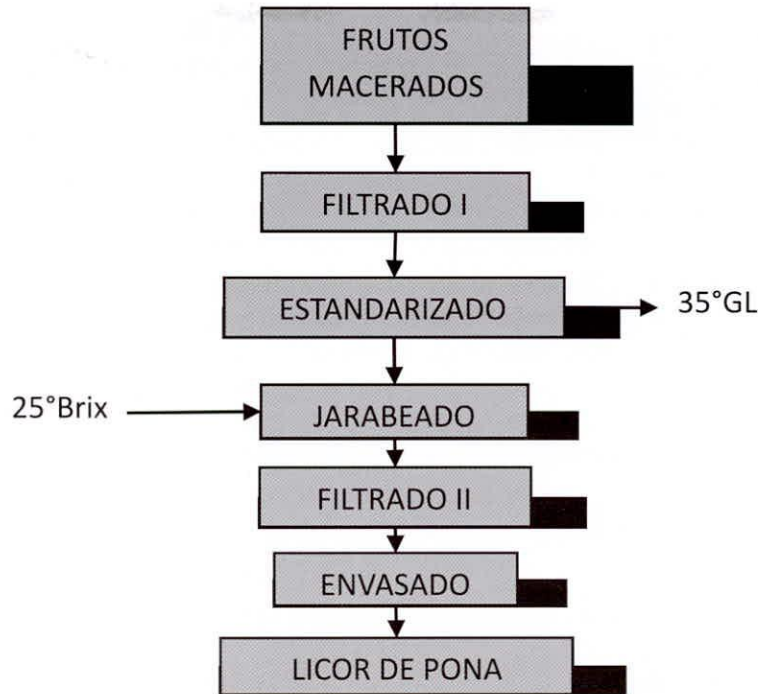 FRUTOS
MACERADOS
FILTRADO I
ESTANDARIZADO
35°GL
25°Brix
JARABEADO
FILTRADO II
ENVASADO
LICOR DE PONA